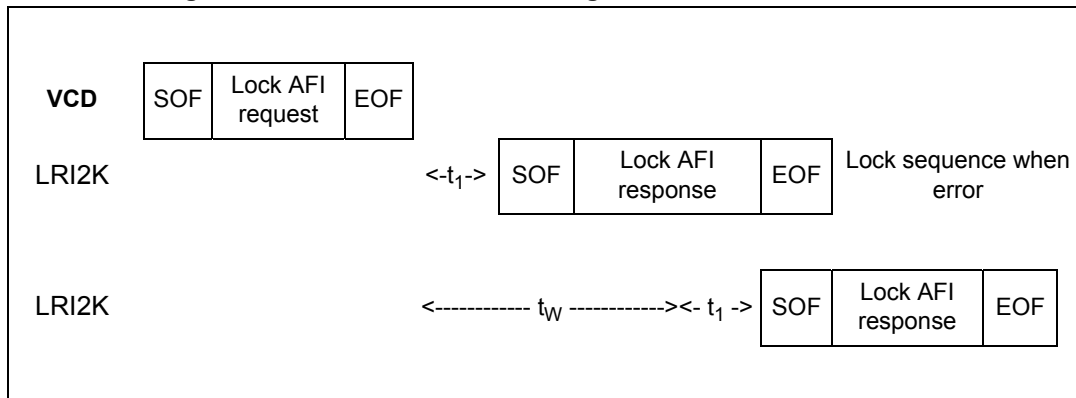 VCD SOF Lock AFI request EOF
LRI2K <-t1-> SOF Lock AFI response EOF Lock sequence when error
LRI2K <------------ tW ------------><- t1 -> SOF Lock AFI response EOF